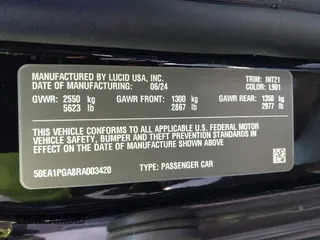 MANUFACTURED BY LUCID USA, INC. TRIM: INT21
DATE OF MANUFACTURING: 06/24 COLOR: L901
GVWR: 2550 kg GAWR FRONT: 1300 kg GAWR REAR: 1350 kg
5623 lb 2867 lb 2977 lb
THIS VEHICLE CONFORMS TO ALL APPLICABLE U.S. FEDERAL MOTOR
VEHICLE SAFETY, BUMPER, AND THEFT PREVENTION STANDARDS IN
EFFECT ON THE DATE OF MANUFACTURE SHOWN ABOVE.
50EA1PGA8RA003420 TYPE: PASSENGER CAR